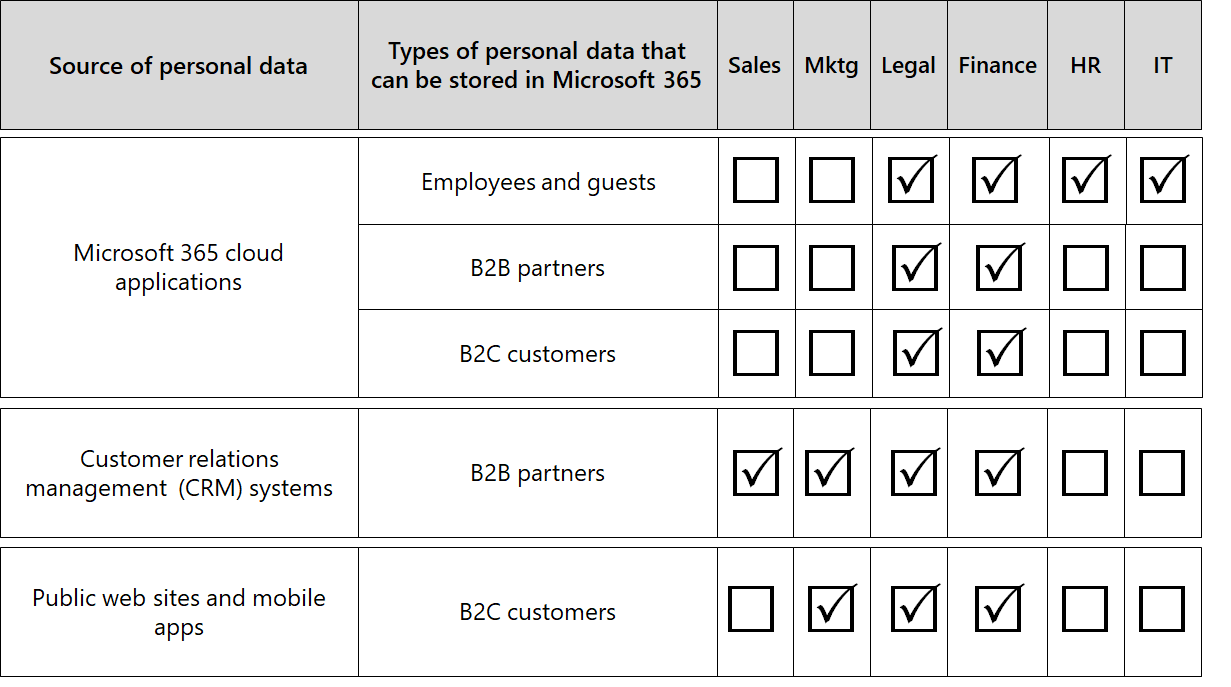 Source of personal data
Types of personal data that
can be stored in Microsoft 365
Sales
Mktg
Legal
Finance
HR
IT
Microsoft 365 cloud
applications
Employees and guests
B2B partners
B2C customers
Customer relations
management (CRM) systems
B2B partners
Public web sites and mobile
apps
B2C customers